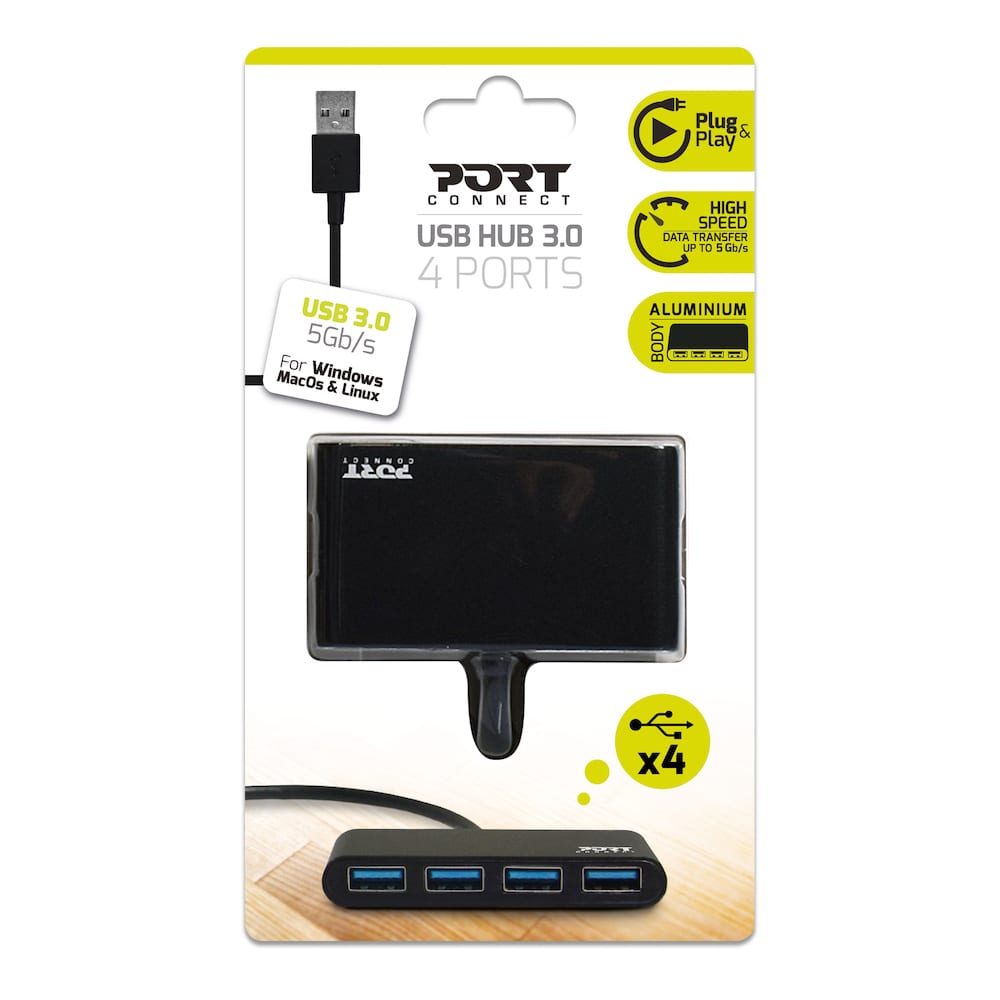 PORT
CONNECT
USB HUB 3.0
4 PORTS
Plug &
Play
HIGH
SPEED
DATA TRANSFER
UP TO 5 Gb/s
ALUMINIUM
BODY
USB 3.0
5Gb/s
For Windows
MacOs & Linux
PORT
CONNECT
x4
PORT
CONNECT